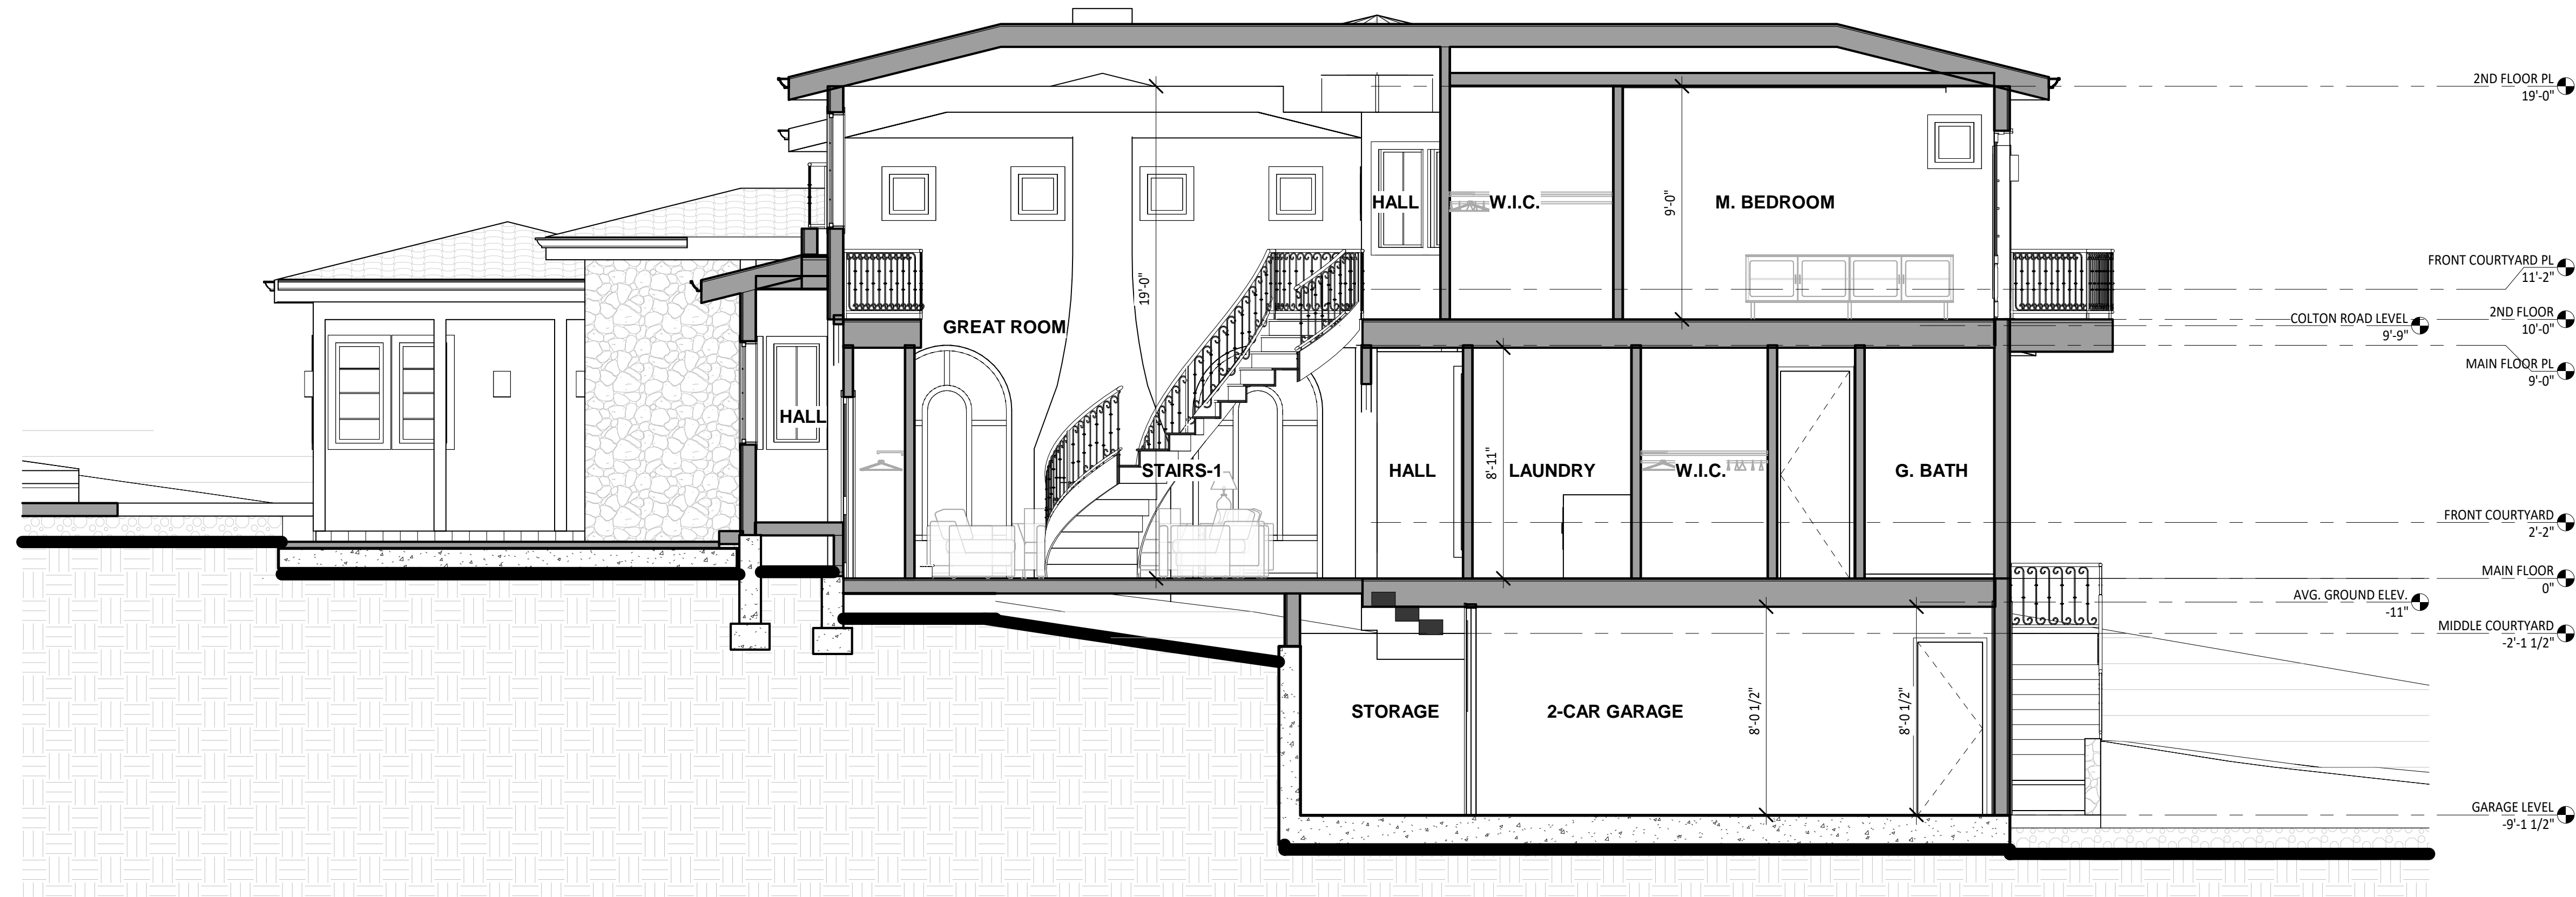 2ND FLOOR PL
19'-0"
HALL
W.I.C.
9'-0"
M. BEDROOM
FRONT COURTYARD PL
11'-2"
19'-0"
2ND FLOOR
10'-0"
COLTON ROAD LEVEL
9'-9"
GREAT ROOM
MAIN FLOOR PL
9'-0"
HALL
STAIRS-1
HALL
8'-11"
LAUNDRY
W.I.C.
G. BATH
FRONT COURTYARD
2'-2"
MAIN FLOOR
0"
AVG. GROUND ELEV.
-11"
MIDDLE COURTYARD
-2'-1 1/2"
STORAGE
2-CAR GARAGE
8'-0 1/2"
8'-0 1/2"
GARAGE LEVEL
-9'-1 1/2"